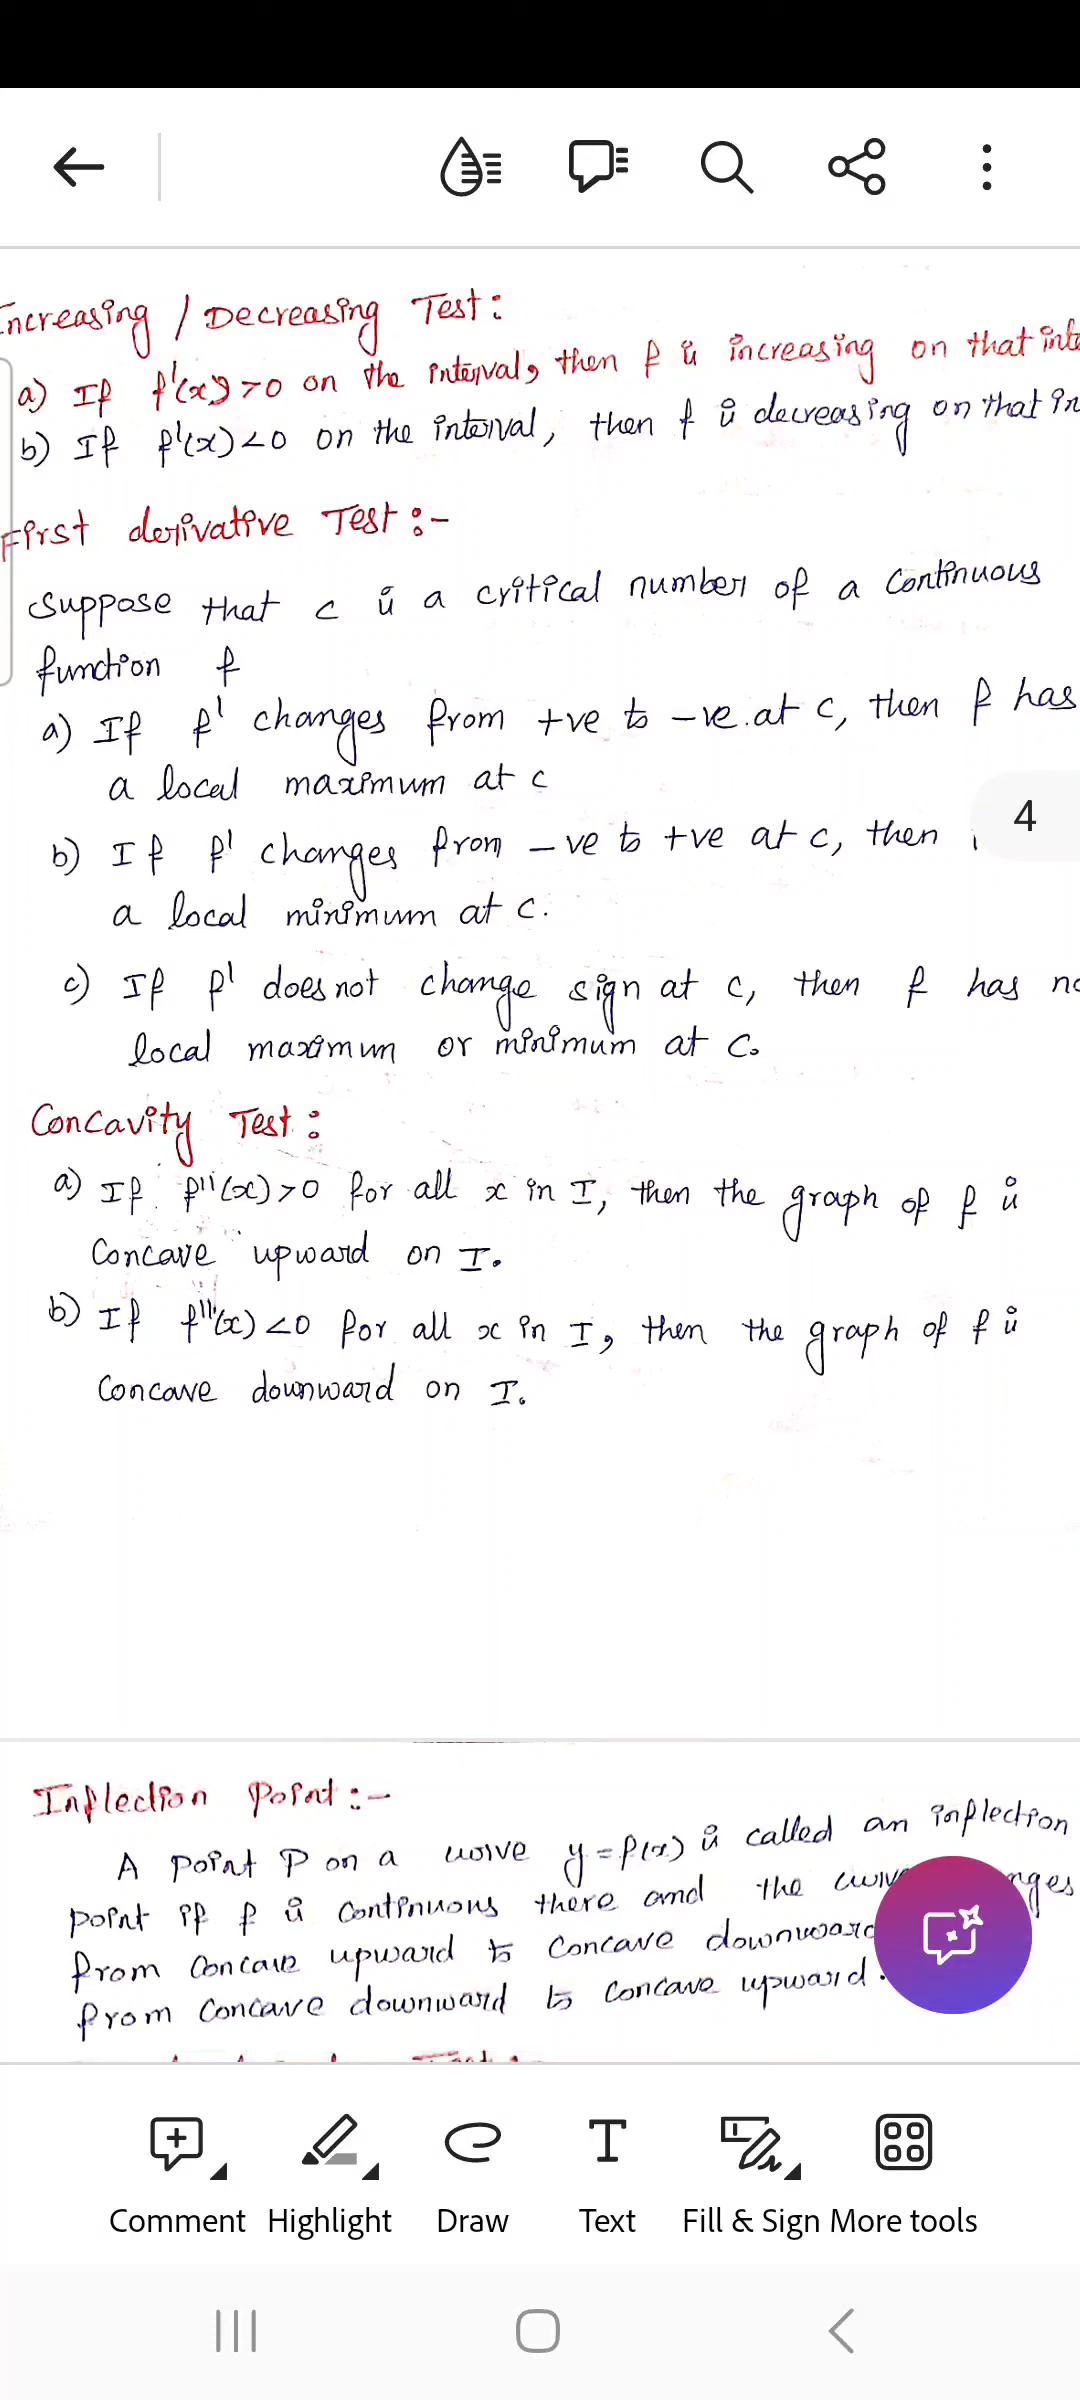 Increasing / Decreasing Test:
a) If f'(x) > 0 on the interval, then f is increasing on that
b) If f'(x) < 0 on the interval, then f is decreasing on that
First derivative Test :-
Suppose that c is a critical number of a continuous
function f
a) If f' changes from +ve to -ve at c, then f has
a local maximum at c
4
b) If f' changes from -ve to +ve at c, then
a local minimum at c.
c) If f' does not change sign at c, then f has no
local maximum or minimum at c.
Concavity Test :
a) If f''(x) > 0 for all x in I, then the graph of f is
Concave upward on I.
b) If f''(x) < 0 for all x in I, then the graph of f is
Concave downward on I.
Inflection Point :-
A point P on a curve y = f(x) is called an inflection
point if f is continuous there and the
from Concave upward to Concave downward
from Concave downward to Concave upward.
Comment Highlight Draw Text Fill & Sign More tools